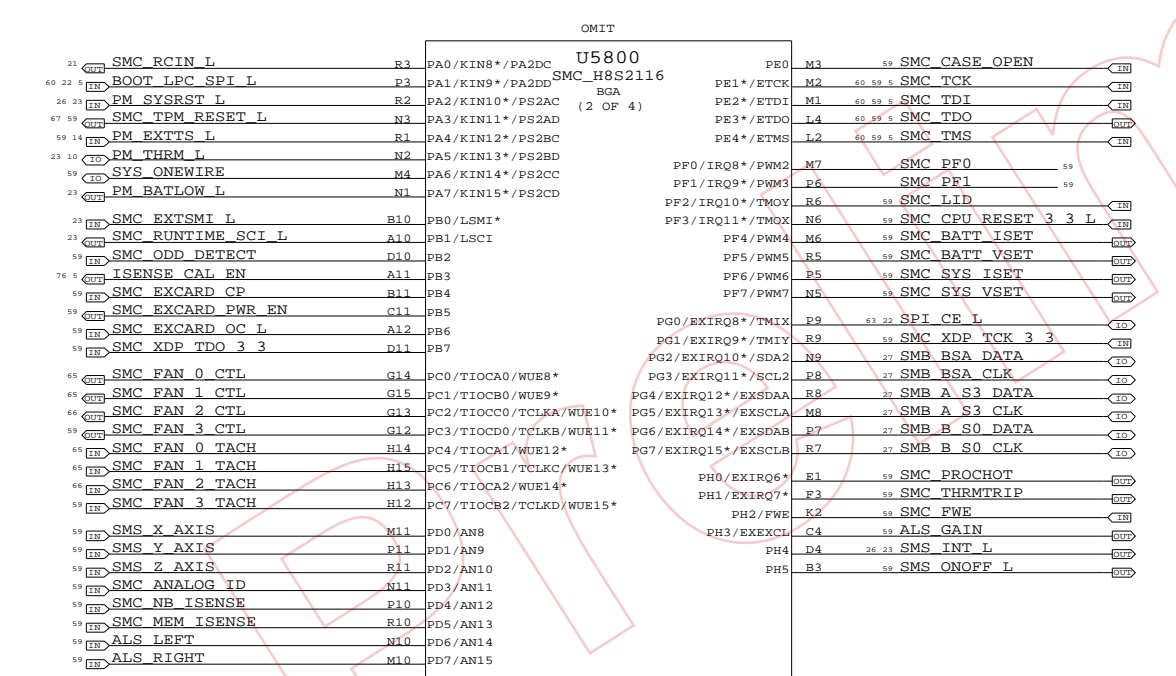 OMIT
U5800
SMC_H8S2116
BGA
(2 OF 4)
21 OUT SMC_RCIN_L R3 PA0/KIN8*/PA2DC
60 22 5 IN BOOT_LPC_SPI_L P3 PA1/KIN9*/PA2DD
26 23 IN PM_SYSRST_L R2 PA2/KIN10*/PS2AC
67 59 OUT SMC_TPM_RESET_L N3 PA3/KIN11*/PS2AD
59 14 IN PM_EXTTS_L R1 PA4/KIN12*/PS2BC
23 10 IO PM_THRM_L N2 PA5/KIN13*/PS2BD
59 IO SYS_ONEWIRE M4 PA6/KIN14*/PS2CC
23 OUT PM_BATLOW_L N1 PA7/KIN15*/PS2CD
23 IN SMC_EXTSMI_L B10 PB0/LSMI*
23 OUT SMC_RUNTIME_SCI_L A10 PB1/LSCI
59 IN SMC_ODD_DETECT D10 PB2
76 5 OUT ISENSE_CAL_EN A11 PB3
59 IN SMC_EXCARD_CP B11 PB4
59 OUT SMC_EXCARD_PWR_EN C11 PB5
59 IN SMC_EXCARD_OC_L A12 PB6
59 IN SMC_XDP_TDO_3_3 D11 PB7
65 OUT SMC_FAN_0_CTL G14 PC0/TIOCA0/WUE8*
65 OUT SMC_FAN_1_CTL G15 PC1/TIOCB0/WUE9*
66 OUT SMC_FAN_2_CTL G13 PC2/TIOCC0/TCLKA/WUE10*
59 OUT SMC_FAN_3_CTL G12 PC3/TIOCD0/TCLKB/WUE11*
65 IN SMC_FAN_0_TACH H14 PC4/TIOCA1/WUE12*
65 IN SMC_FAN_1_TACH H15 PC5/TIOCB1/TCLKC/WUE13*
66 IN SMC_FAN_2_TACH H13 PC6/TIOCA2/WUE14*
59 IN SMC_FAN_3_TACH H12 PC7/TIOCB2/TCLKD/WUE15*
59 IN SMS_X_AXIS M11 PD0/AN8
59 IN SMS_Y_AXIS P11 PD1/AN9
59 IN SMS_Z_AXIS R11 PD2/AN10
59 IN SMC_ANALOG_ID N11 PD3/AN11
59 IN SMC_NB_ISENSE P10 PD4/AN12
59 IN SMC_MEM_ISENSE R10 PD5/AN13
59 IN ALS_LEFT N10 PD6/AN14
59 IN ALS_RIGHT M10 PD7/AN15
PE0 M3 59 SMC_CASE_OPEN IN
PE1*/ETCK M2 60 59 5 SMC_TCK IN
PE2*/ETDI M1 60 59 5 SMC_TDI IN
PE3*/ETDO L4 60 59 5 SMC_TDO OUT
PE4*/ETMS L2 60 59 5 SMC_TMS IN
PF0/IRQ8*/PWM2 M7 SMC_PF0 59
PF1/IRQ9*/PWM3 P6 SMC_PF1 59
PF2/IRQ10*/TMOY R6 59 SMC_LID IN
PF3/IRQ11*/TMOX N6 59 SMC_CPU_RESET_3_3_L IN
PF4/PWM4 M6 59 SMC_BATT_ISET OUT
PF5/PWM5 R5 59 SMC_BATT_VSET OUT
PF6/PWM6 P5 59 SMC_SYS_ISET OUT
PF7/PWM7 N5 59 SMC_SYS_VSET OUT
PG0/EXIRQ8*/TMIX P9 63 22 SPI_CE_L IO
PG1/EXIRQ9*/TMIY R9 59 SMC_XDP_TCK_3_3 IN
PG2/EXIRQ10*/SDA2 N9 27 SMB_BSA_DATA IO
PG3/EXIRQ11*/SCL2 P8 27 SMB_BSA_CLK IO
PG4/EXIRQ12*/EXSDAA R8 27 SMB_A_S3_DATA IO
PG5/EXIRQ13*/EXSCLA M8 27 SMB_A_S3_CLK IO
PG6/EXIRQ14*/EXSDAB P7 27 SMB_B_S0_DATA IO
PG7/EXIRQ15*/EXSCLB R7 27 SMB_B_S0_CLK IO
PH0/EXIRQ6* E1 59 SMC_PROCHOT OUT
PH1/EXIRQ7* F3 59 SMC_THRMTRIP OUT
PH2/FWE K2 59 SMC_FWE IN
PH3/EXEXCL C4 59 ALS_GAIN OUT
PH4 D4 26 23 SMS_INT_L OUT
PH5 B3 59 SMS_ONOFF_L OUT
Prelim